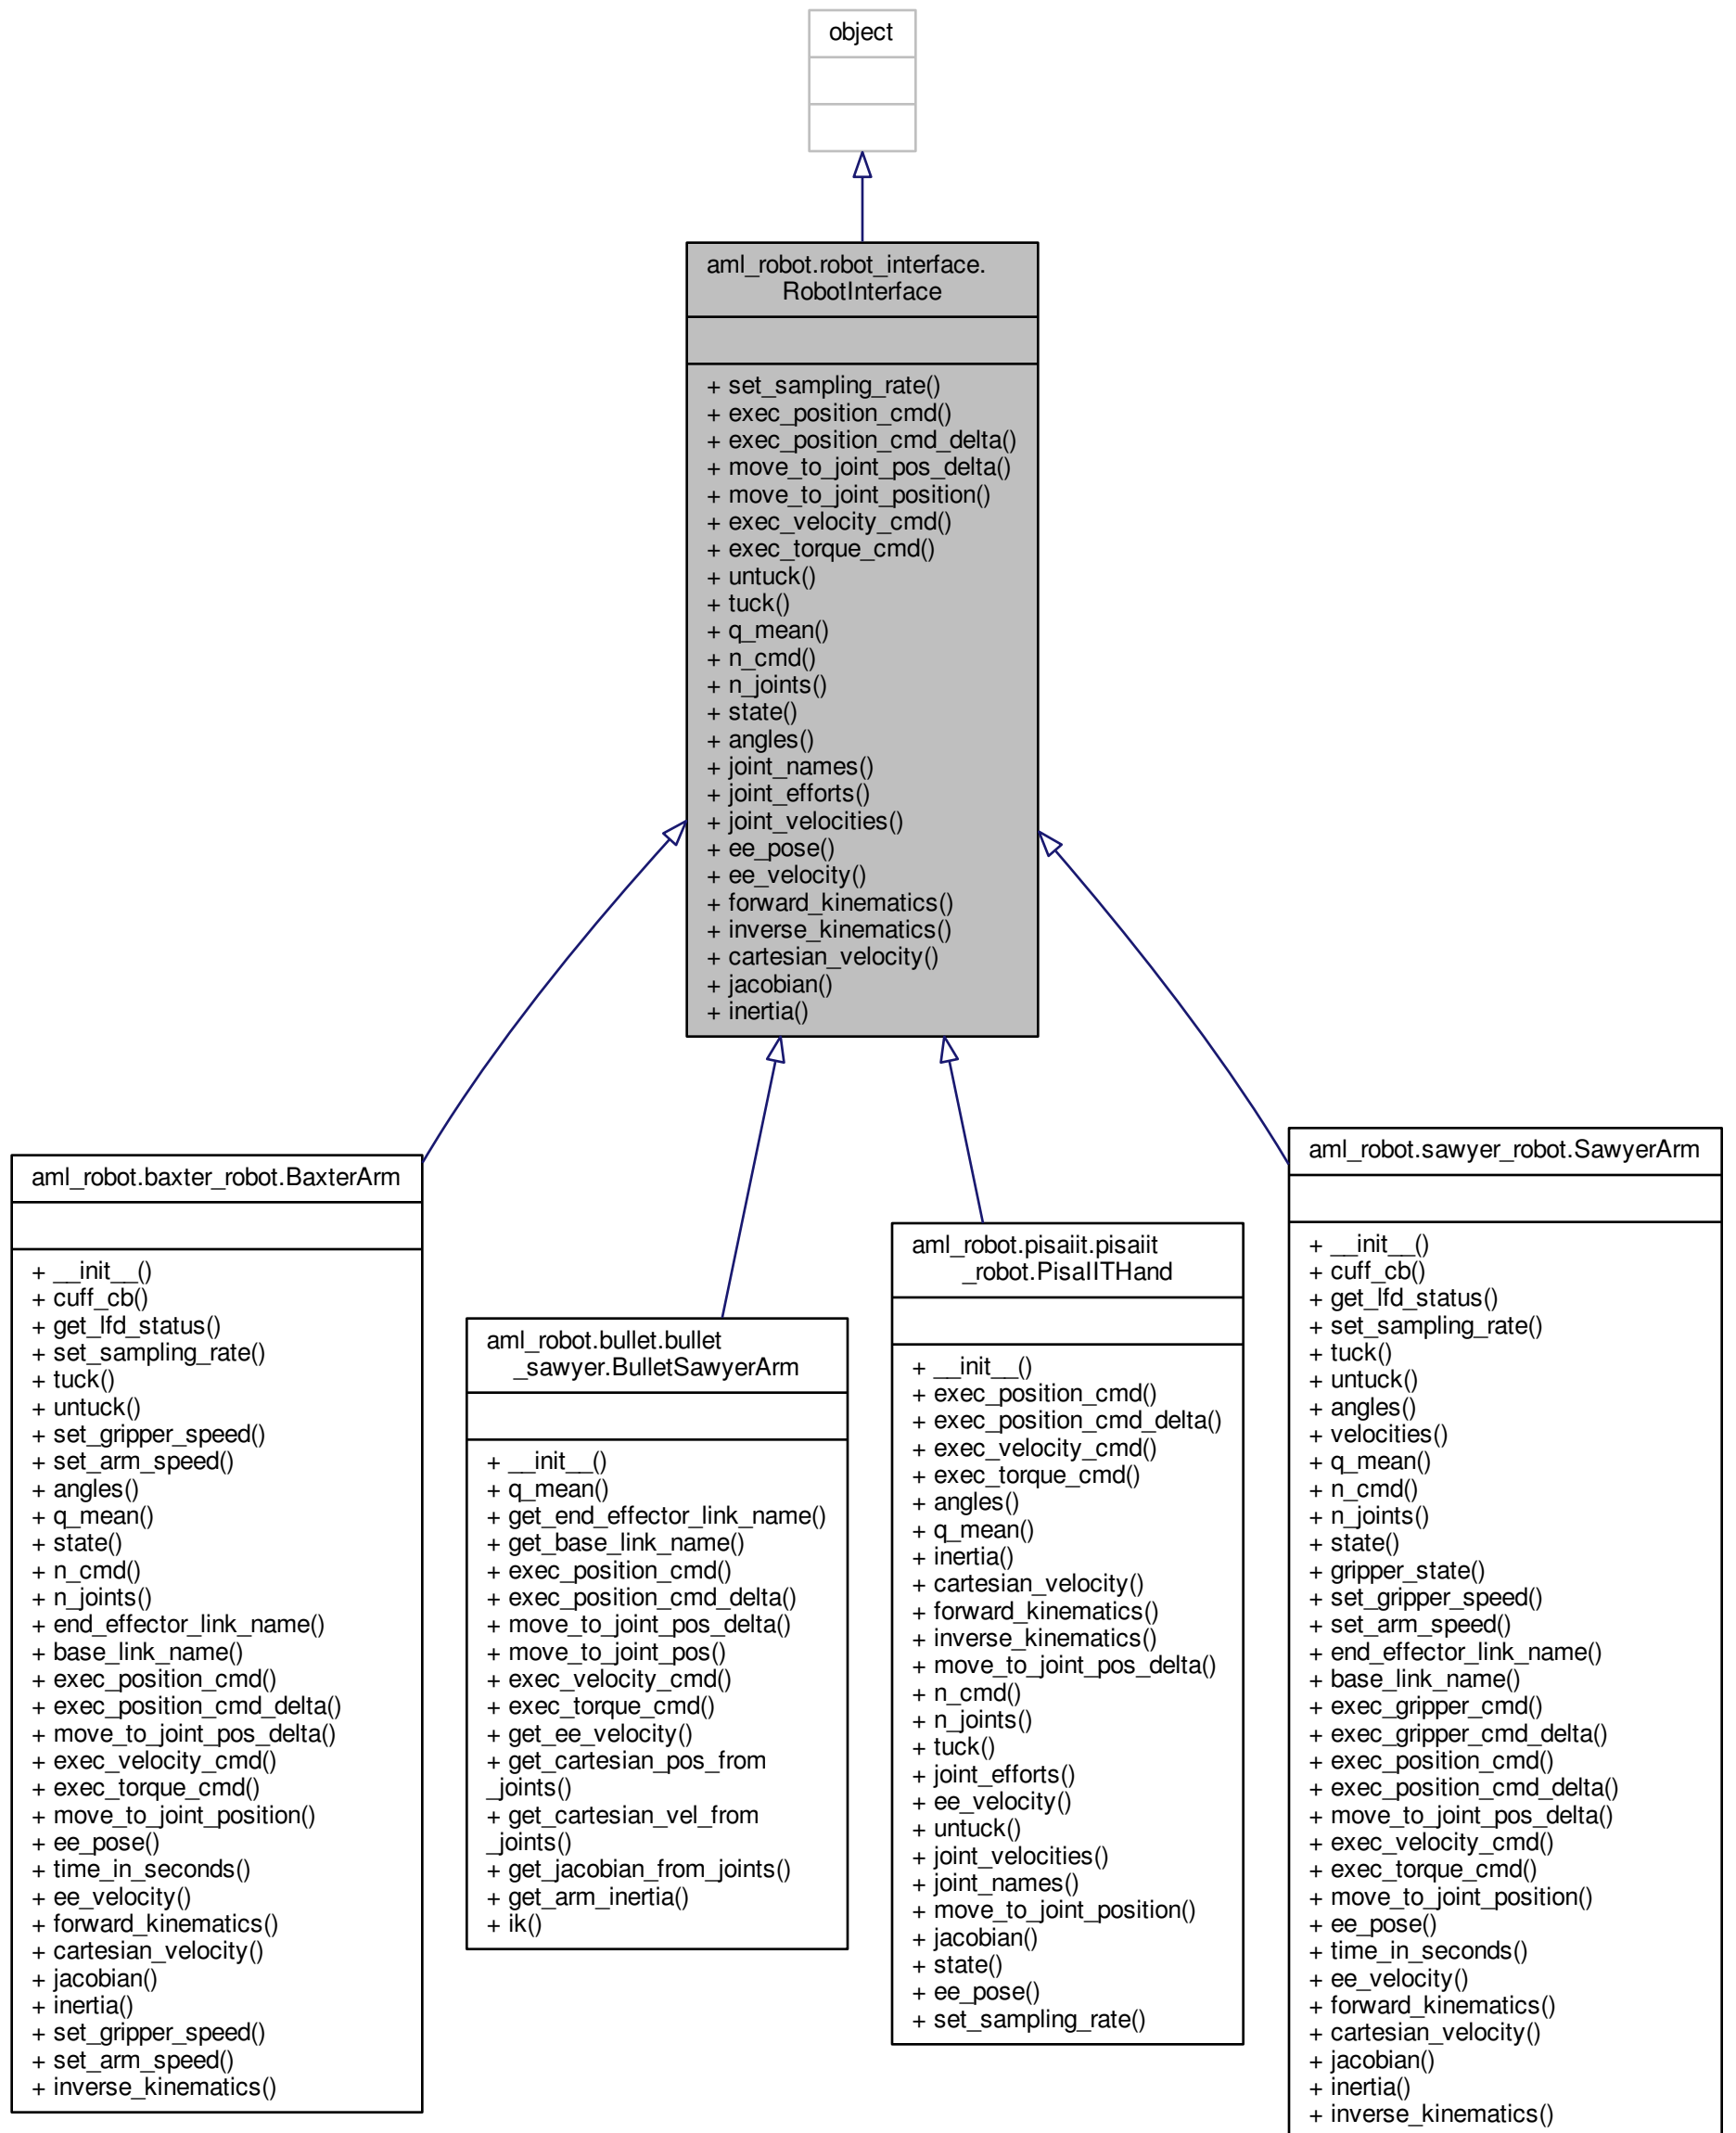 object
aml_robot.robot_interface.
RobotInterface
+ set_sampling_rate()
+ exec_position_cmd()
+ exec_position_cmd_delta()
+ move_to_joint_pos_delta()
+ move_to_joint_position()
+ exec_velocity_cmd()
+ exec_torque_cmd()
+ untuck()
+ tuck()
+ q_mean()
+ n_cmd()
+ n_joints()
+ state()
+ angles()
+ joint_names()
+ joint_efforts()
+ joint_velocities()
+ ee_pose()
+ ee_velocity()
+ forward_kinematics()
+ inverse_kinematics()
+ cartesian_velocity()
+ jacobian()
+ inertia()
aml_robot.baxter_robot.BaxterArm
+ __init__()
+ cuff_cb()
+ get_lfd_status()
+ set_sampling_rate()
+ tuck()
+ untuck()
+ set_gripper_speed()
+ set_arm_speed()
+ angles()
+ q_mean()
+ state()
+ n_cmd()
+ n_joints()
+ end_effector_link_name()
+ base_link_name()
+ exec_position_cmd()
+ exec_position_cmd_delta()
+ move_to_joint_pos_delta()
+ exec_velocity_cmd()
+ exec_torque_cmd()
+ move_to_joint_position()
+ ee_pose()
+ time_in_seconds()
+ ee_velocity()
+ forward_kinematics()
+ cartesian_velocity()
+ jacobian()
+ inertia()
+ set_gripper_speed()
+ set_arm_speed()
+ inverse_kinematics()
aml_robot.bullet.bullet
_sawyer.BulletSawyerArm
+ __init__()
+ q_mean()
+ get_end_effector_link_name()
+ get_base_link_name()
+ exec_position_cmd()
+ exec_position_cmd_delta()
+ move_to_joint_pos_delta()
+ move_to_joint_pos()
+ exec_velocity_cmd()
+ exec_torque_cmd()
+ get_ee_velocity()
+ get_cartesian_pos_from
_joints()
+ get_cartesian_vel_from
_joints()
+ get_jacobian_from_joints()
+ get_arm_inertia()
+ ik()
aml_robot.pisaiit.pisaiit
_robot.PisaIITHand
+ __init__()
+ exec_position_cmd()
+ exec_position_cmd_delta()
+ exec_velocity_cmd()
+ exec_torque_cmd()
+ angles()
+ q_mean()
+ inertia()
+ cartesian_velocity()
+ forward_kinematics()
+ inverse_kinematics()
+ move_to_joint_pos_delta()
+ n_cmd()
+ n_joints()
+ tuck()
+ joint_efforts()
+ ee_velocity()
+ untuck()
+ joint_velocities()
+ joint_names()
+ move_to_joint_position()
+ jacobian()
+ state()
+ ee_pose()
+ set_sampling_rate()
aml_robot.sawyer_robot.SawyerArm
+ __init__()
+ cuff_cb()
+ get_lfd_status()
+ set_sampling_rate()
+ tuck()
+ untuck()
+ angles()
+ velocities()
+ q_mean()
+ n_cmd()
+ n_joints()
+ state()
+ gripper_state()
+ set_gripper_speed()
+ set_arm_speed()
+ end_effector_link_name()
+ base_link_name()
+ exec_gripper_cmd()
+ exec_gripper_cmd_delta()
+ exec_position_cmd()
+ exec_position_cmd_delta()
+ move_to_joint_pos_delta()
+ exec_velocity_cmd()
+ exec_torque_cmd()
+ move_to_joint_position()
+ ee_pose()
+ time_in_seconds()
+ ee_velocity()
+ forward_kinematics()
+ cartesian_velocity()
+ jacobian()
+ inertia()
+ inverse_kinematics()